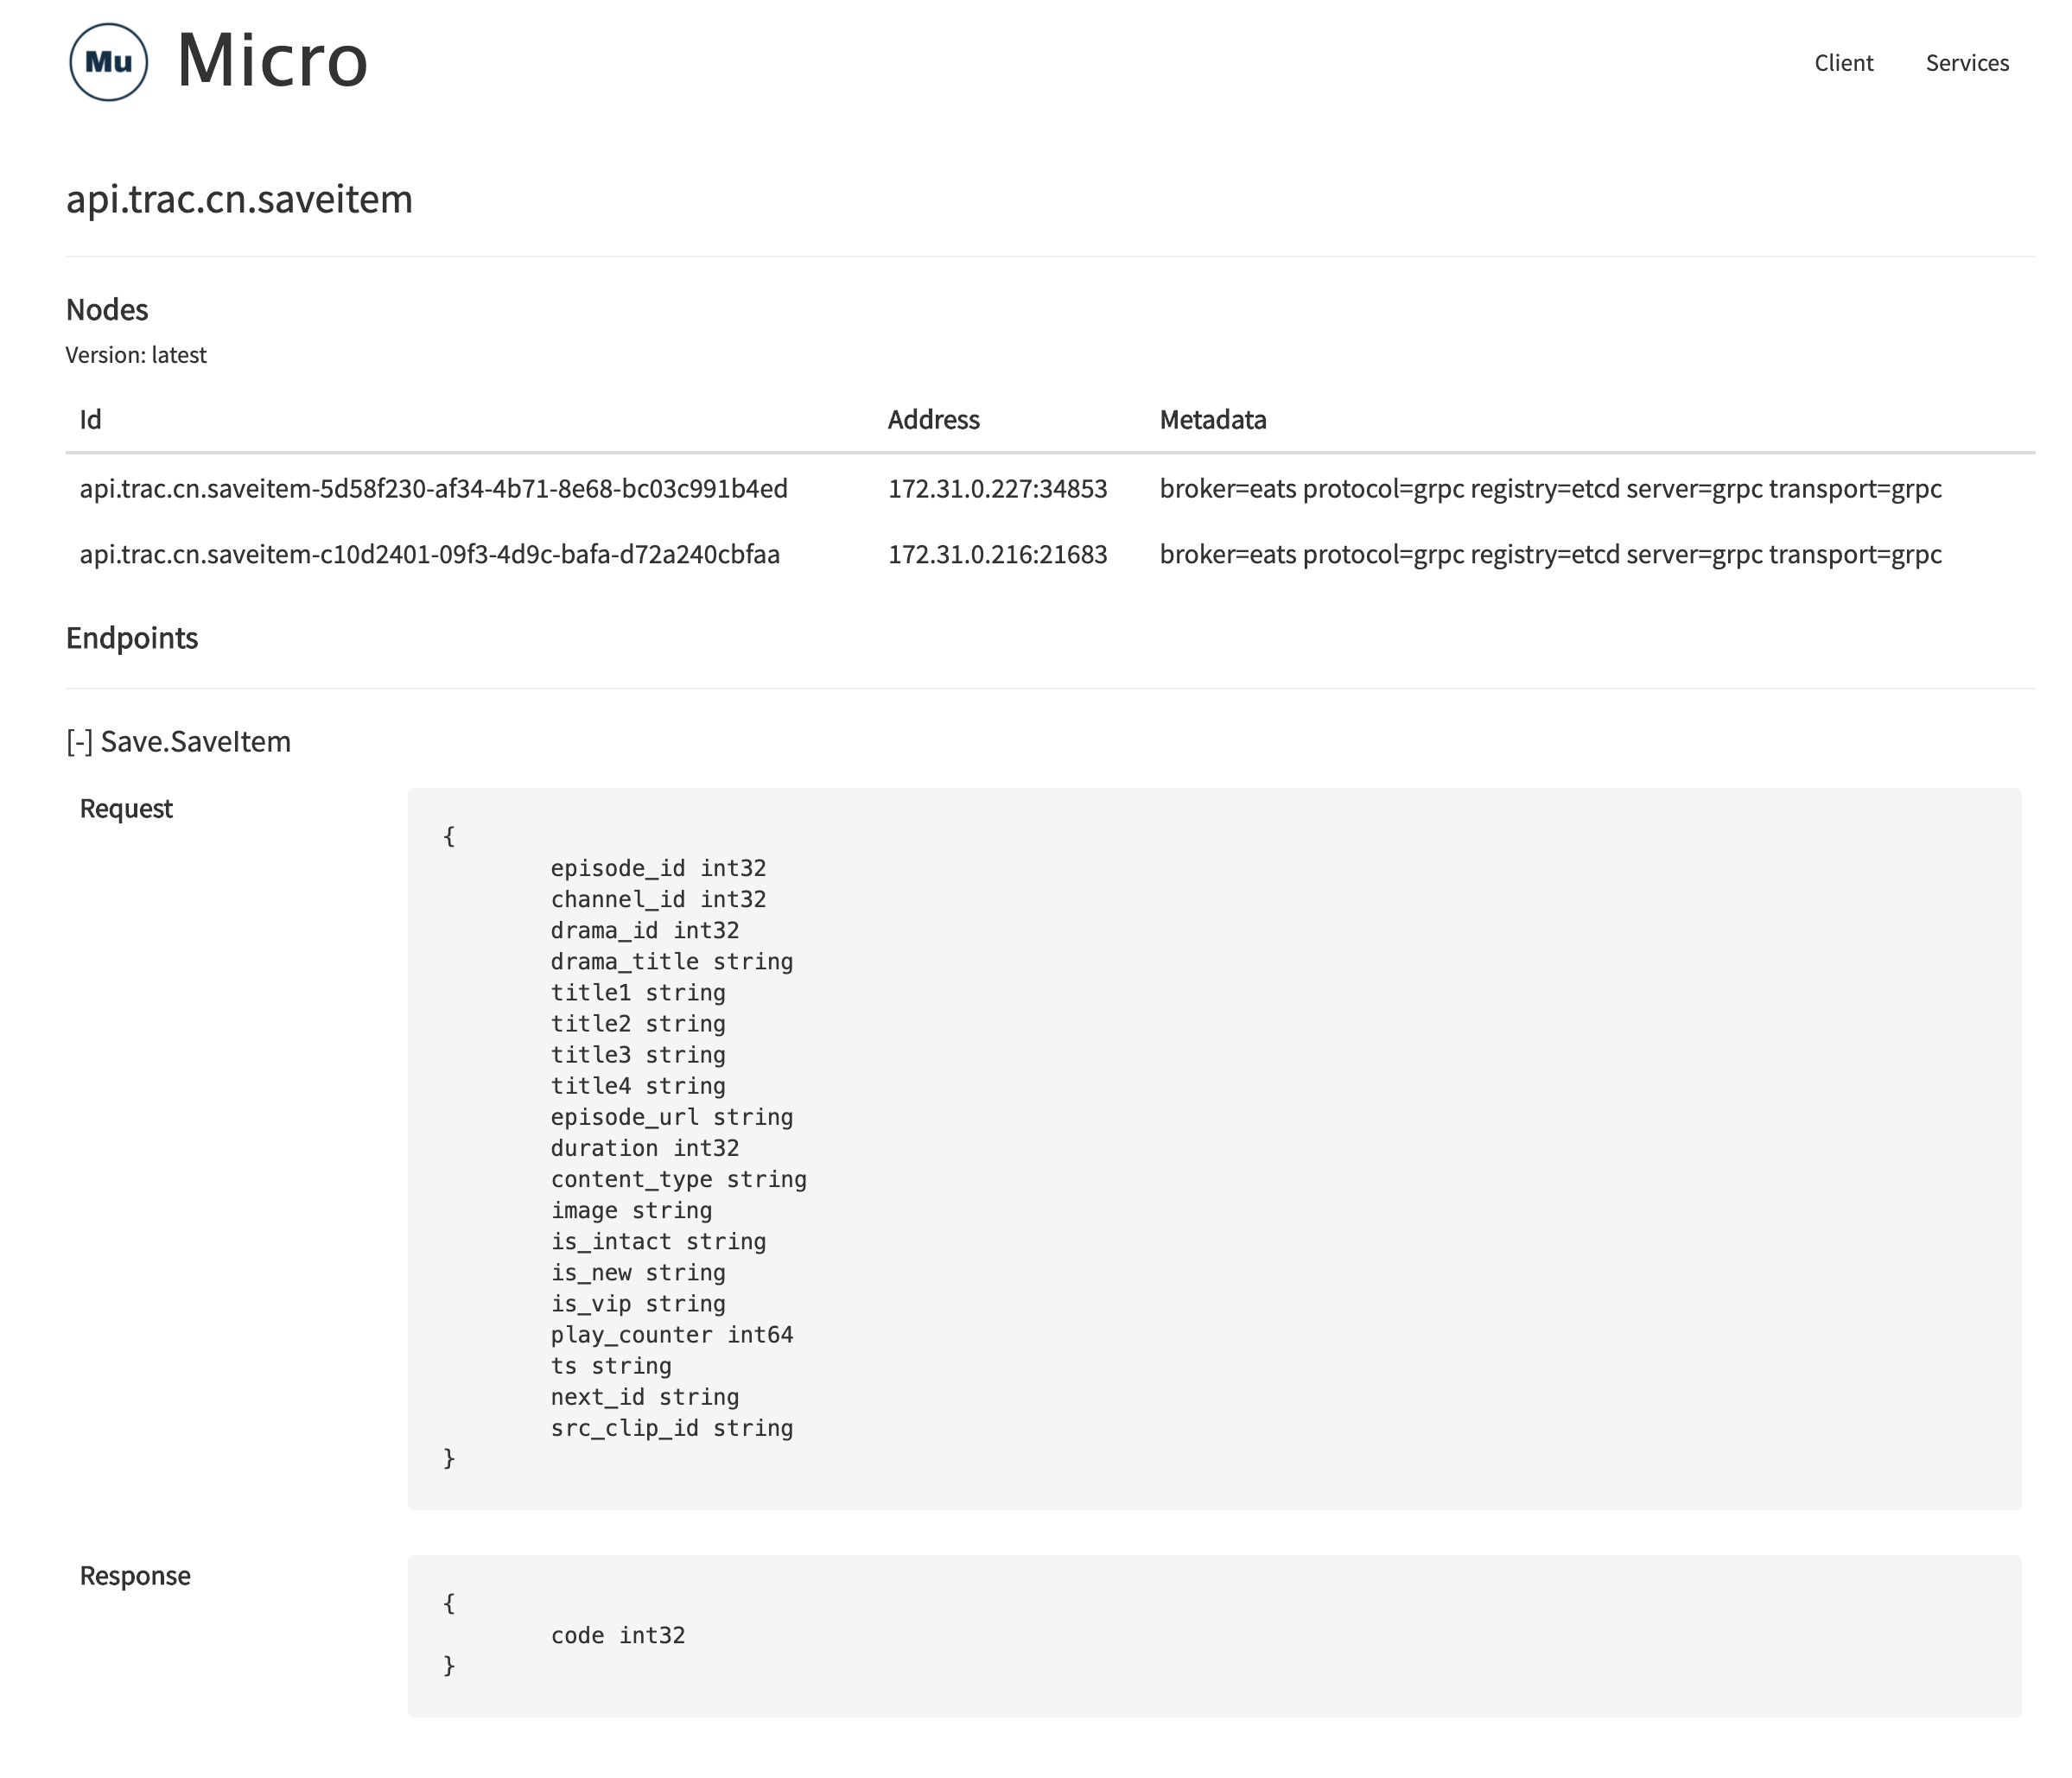 Mu Micro
Client Services
api.trac.cn.saveitem
Nodes
Version: latest
Id Address Metadata
api.trac.cn.saveitem-5d58f230-af34-4b71-8e68-bc03c991b4ed 172.31.0.227:34853 broker=eats protocol=grpc registry=etcd server=grpc transport=grpc
api.trac.cn.saveitem-c10d2401-09f3-4d9c-bafa-d72a240cbfaa 172.31.0.216:21683 broker=eats protocol=grpc registry=etcd server=grpc transport=grpc
Endpoints
[-] Save.SaveItem
Request
{
episode_id int32
channel_id int32
drama_id int32
drama_title string
title1 string
title2 string
title3 string
title4 string
episode_url string
duration int32
content_type string
image string
is_intact string
is_new string
is_vip string
play_counter int64
ts string
next_id string
src_clip_id string
}
Response
{
code int32
}